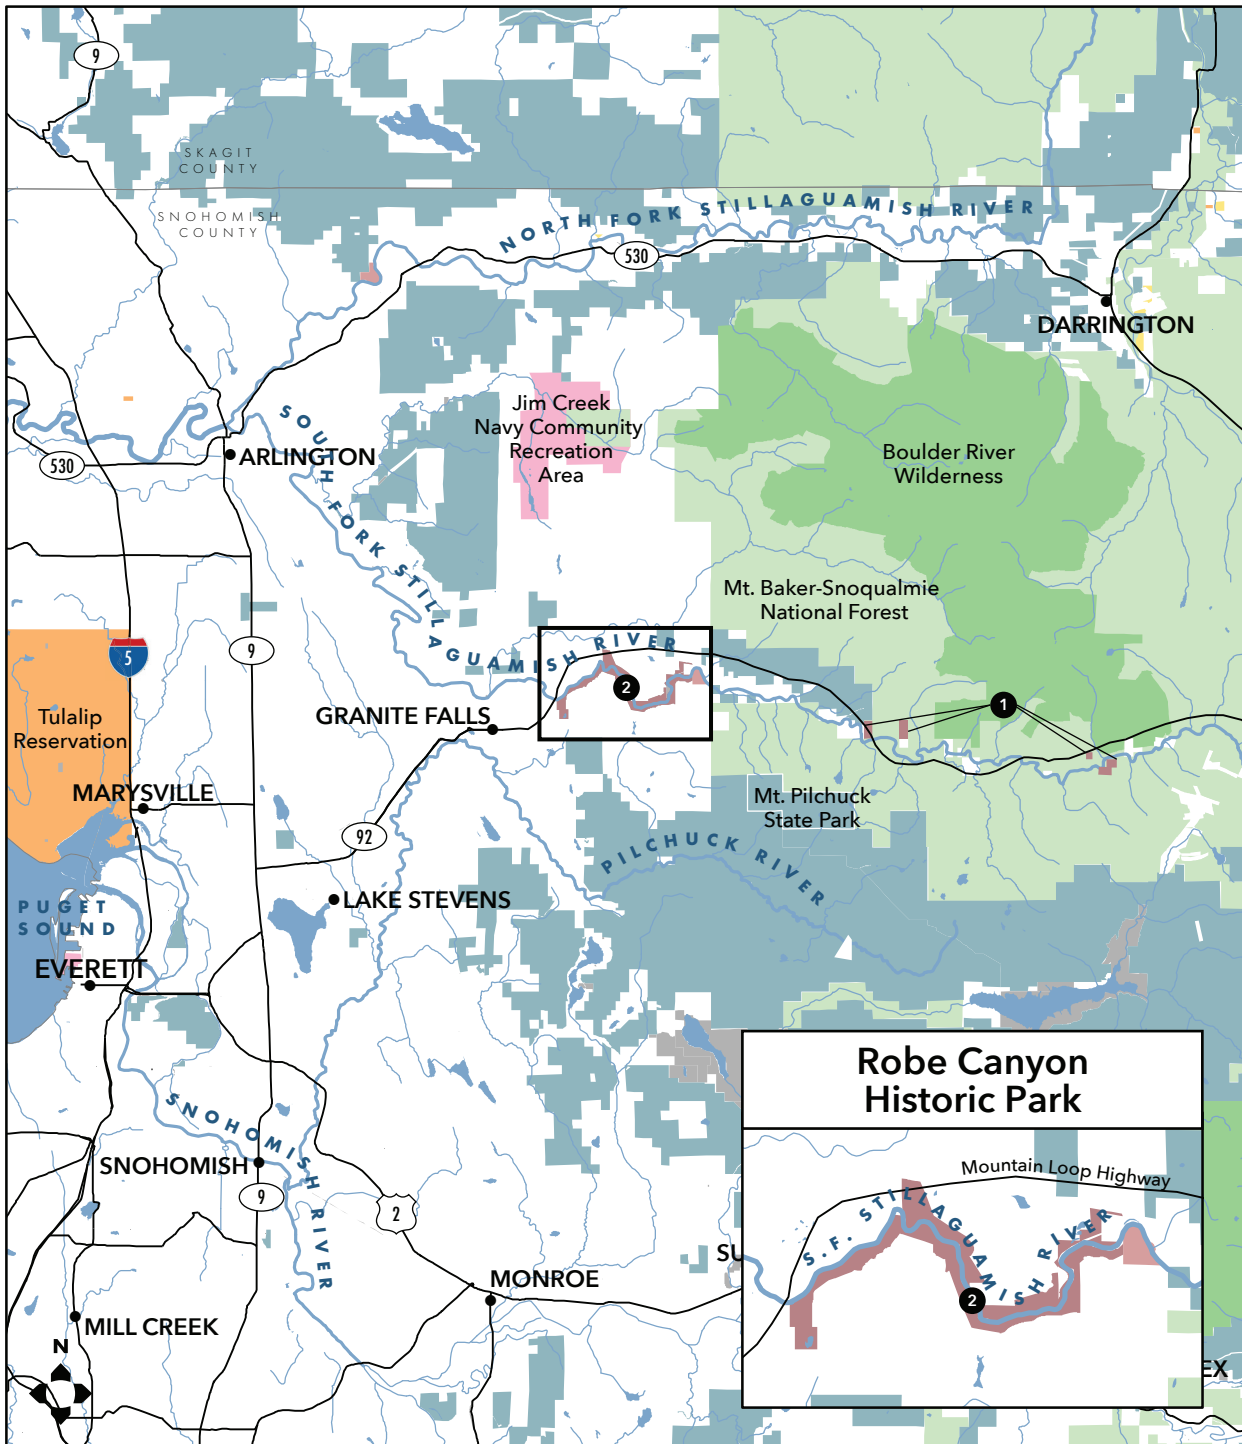 9
SKAGIT
COUNTY
SNOHOMISH
COUNTY
NORTH FORK STILLAGUAMISH RIVER
530
DARRINGTON
Jim Creek
Navy Community
Recreation
Area
SOUTH FORK STILLAGUAMISH RIVER
530
ARLINGTON
Boulder River
Wilderness
Mt. Baker-Snoqualmie
National Forest
5
9
2
1
Tulalip
Reservation
GRANITE FALLS
MARYSVILLE
Mt. Pilchuck
State Park
92
PILCHUCK RIVER
LAKE STEVENS
PUGET
SOUND
EVERETT
Robe Canyon
Historic Park
SNOHOMISH RIVER
SNOHOMISH
9
2
Mountain Loop Highway
S.F. STILLAGUAMISH RIVER
2
SU
MONROE
MILL CREEK
N
EX